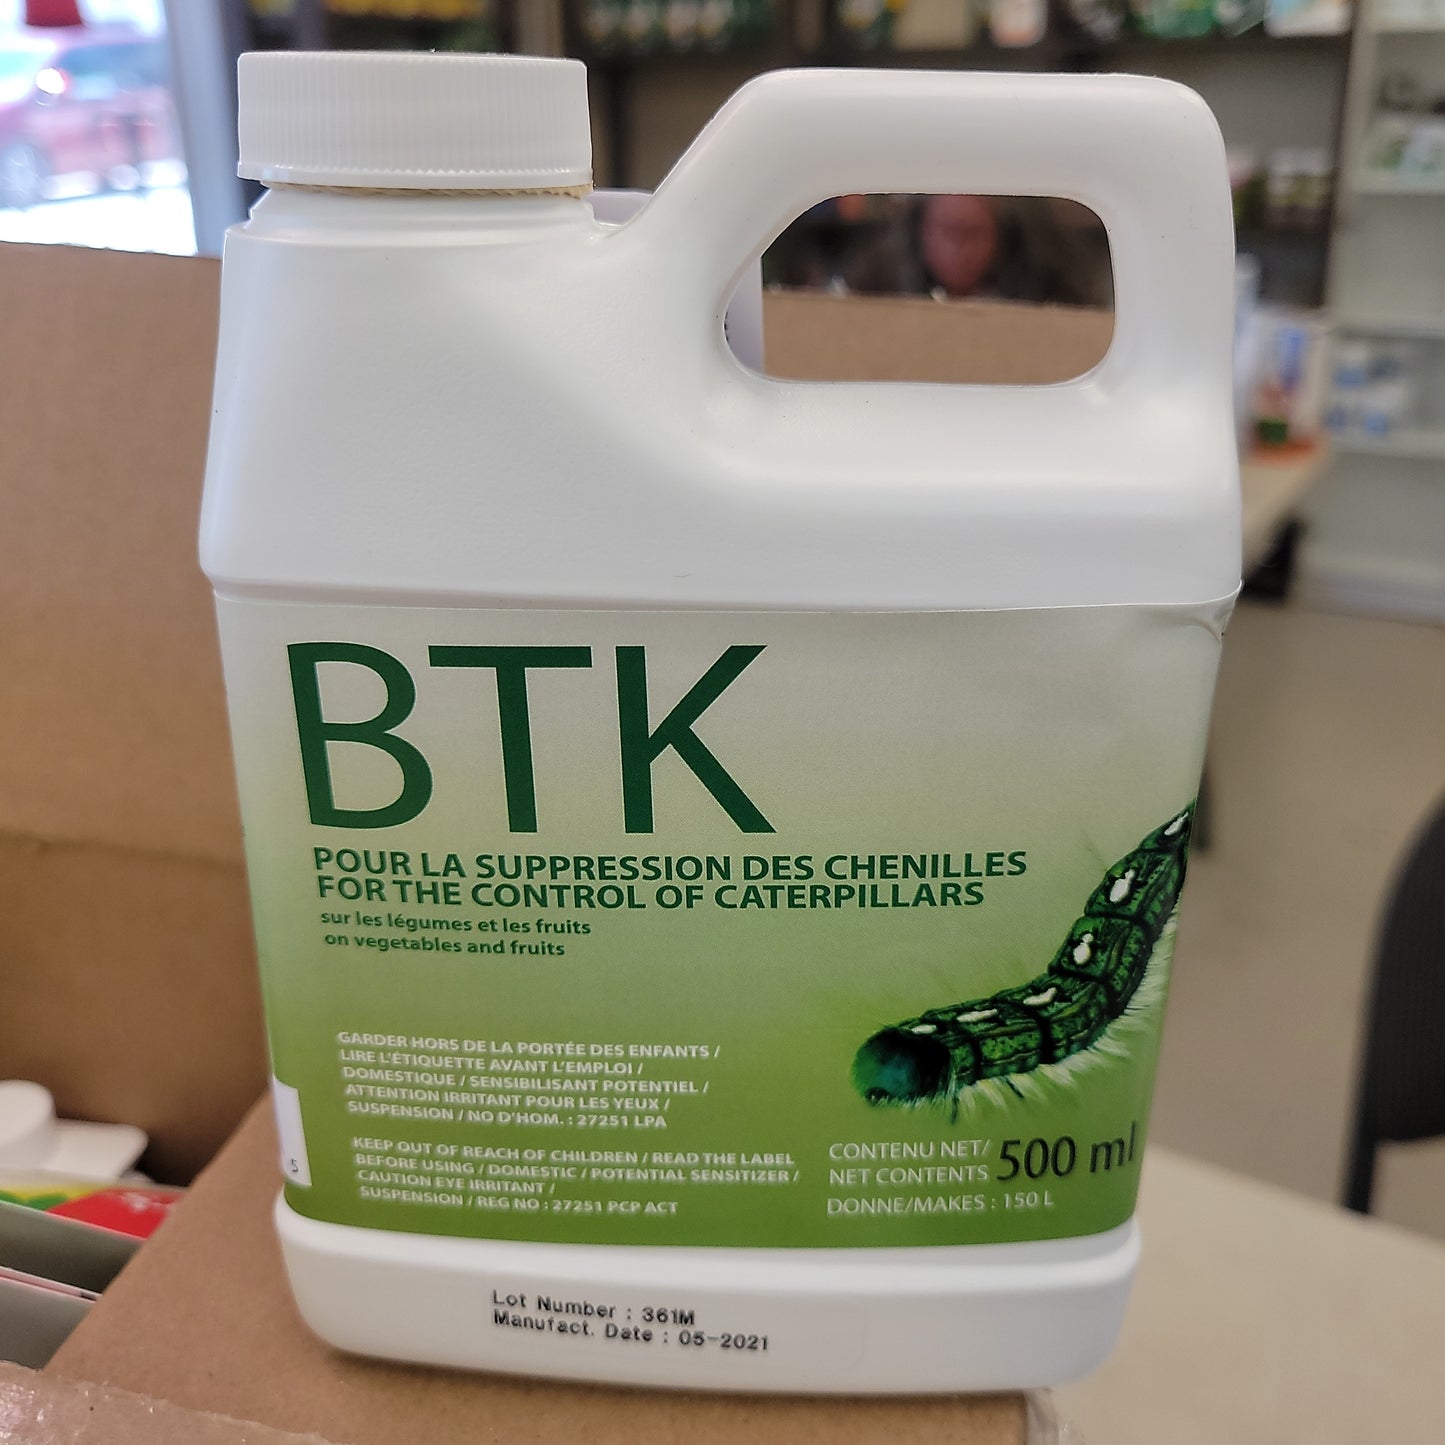 BTK
POUR LA SUPPRESSION DES CHENILLES
FOR THE CONTROL OF CATERPILLARS
sur les légumes et les fruits
on vegetables and fruits
GARDER HORS DE LA PORTÉE DES ENFANTS /
LIRE L'ÉTIQUETTE AVANT L'EMPLOI /
DOMESTIQUE / SENSIBILISANT POTENTIEL /
ATTENTION IRRITANT POUR LES YEUX /
SUSPENSION / NO D'HOM. : 27251 LPA
KEEP OUT OF REACH OF CHILDREN / READ THE LABEL
BEFORE USING / DOMESTIC / POTENTIAL SENSITIZER /
CAUTION EYE IRRITANT /
SUSPENSION / REG NO : 27251 PCP ACT
5
CONTENU NET/
NET CONTENTS 500 ml
DONNE/MAKES : 150 L
Lot Number : 361M
Manufact. Date : 05-2021